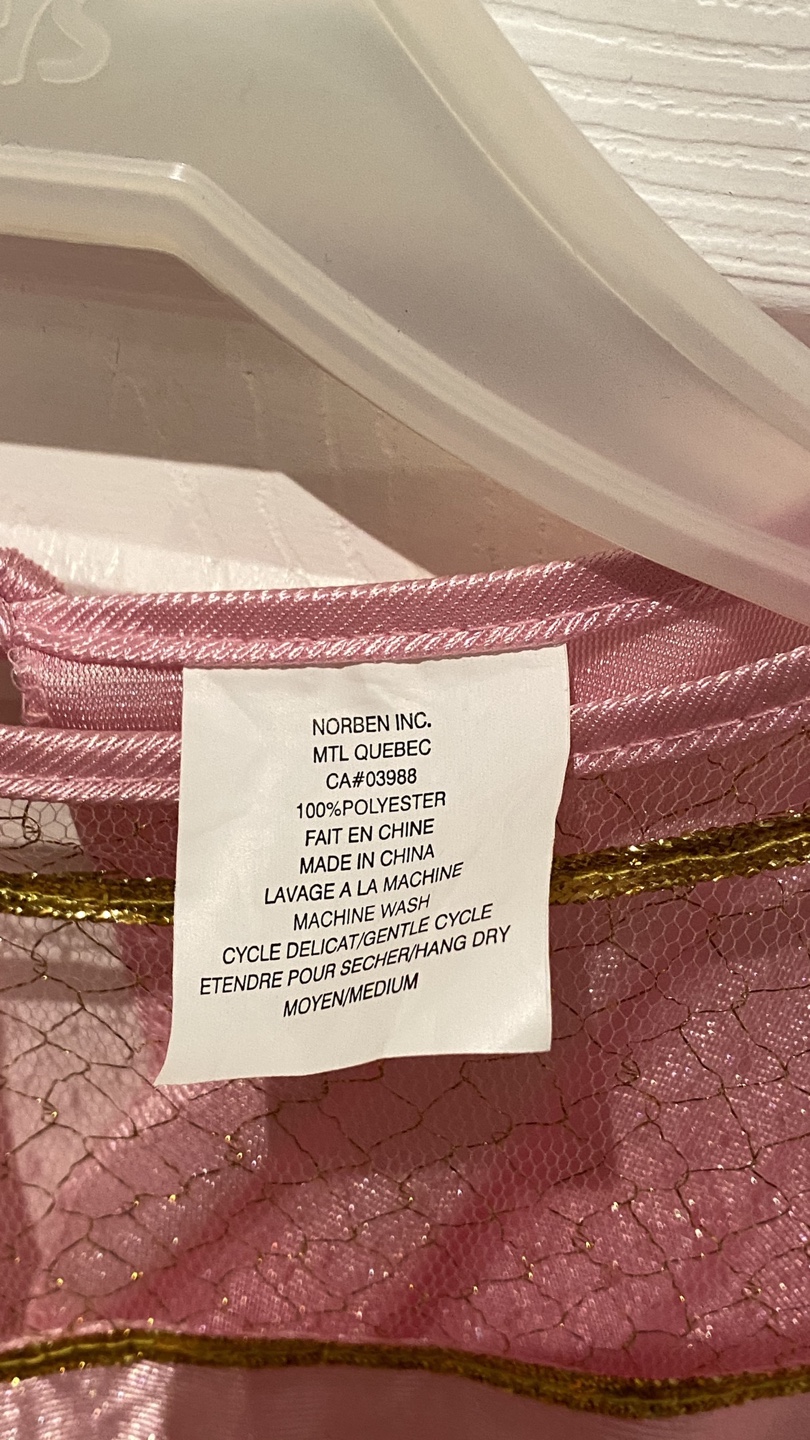 NORBEN INC.
MTL QUEBEC
CA#03988
100%POLYESTER
FAIT EN CHINE
MADE IN CHINA
LAVAGE A LA MACHINE
MACHINE WASH
CYCLE DELICAT/GENTLE CYCLE
ETENDRE POUR SECHER/HANG DRY
MOYEN/MEDIUM